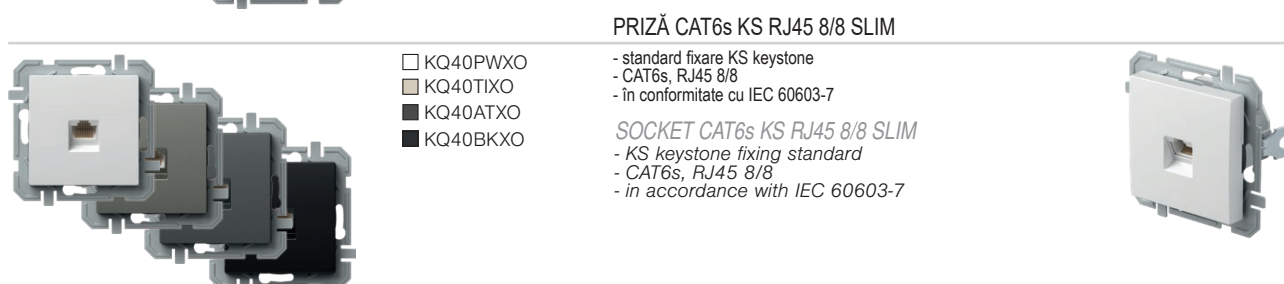 PRIZĂ CAT6s KS RJ45 8/8 SLIM
KQ40PWXO
KQ40TIXO
KQ40ATXO
KQ40BKXO
- standard fixare KS keystone
- CAT6s, RJ45 8/8
- în conformitate cu IEC 60603-7
SOCKET CAT6s KS RJ45 8/8 SLIM
- KS keystone fixing standard
- CAT6s, RJ45 8/8
- in accordance with IEC 60603-7